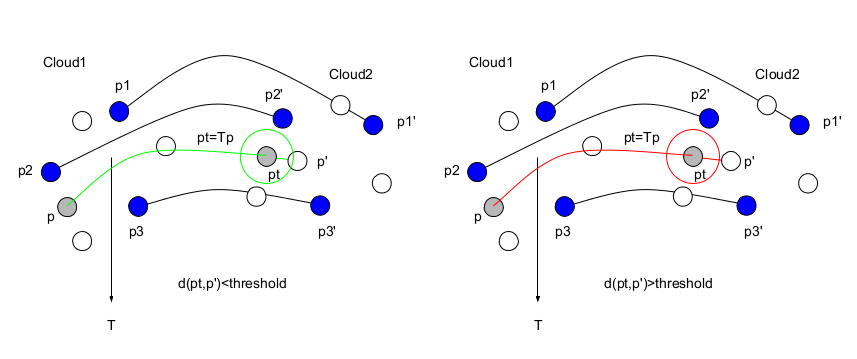 Cloud1
Cloud2
p1
p2'
p1'
pt=Tp
p2
p'
pt
p
p3
p3'
d(pt,p')<threshold
T
Cloud1
Cloud2
p1
p2'
p1'
pt=Tp
p2
p'
pt
p
p3
p3'
d(pt,p')>threshold
T